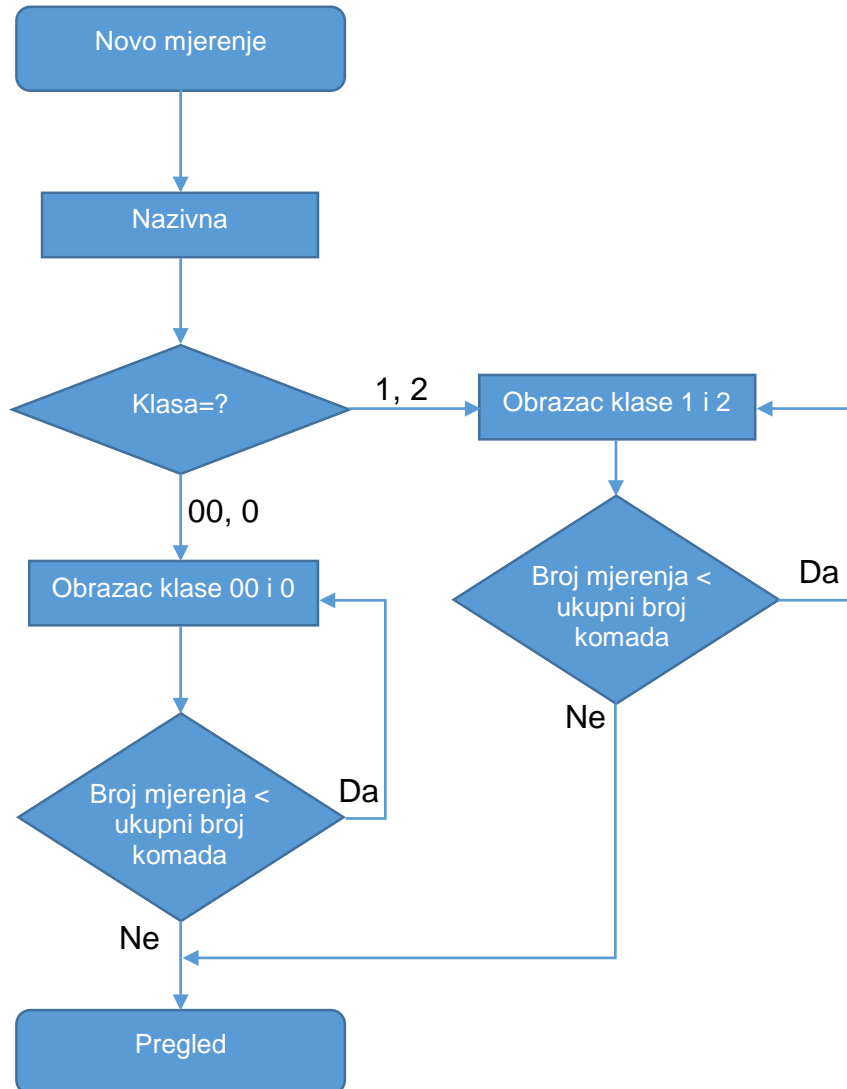 Novo mjerenje
Nazivna
Klasa=?
1, 2
Obrazac klase 1 i 2
00, 0
Obrazac klase 00 i 0
Broj mjerenja <
ukupni broj
komada
Da
Ne
Broj mjerenja <
ukupni broj
komada
Da
Ne
Pregled